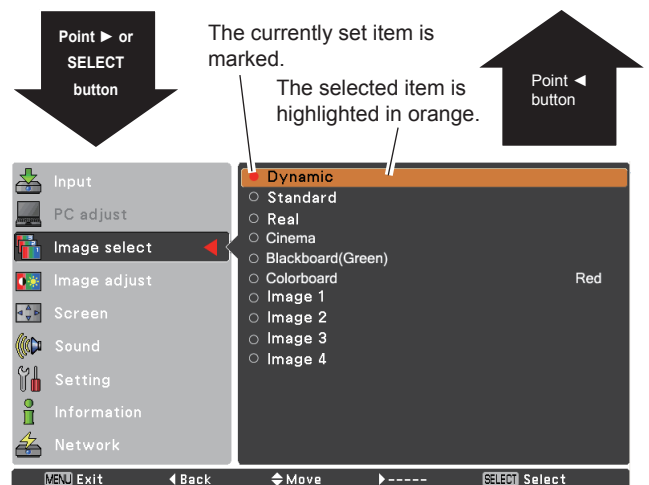 Point ► or
SELECT
button
The currently set item is
marked.
The selected item is
highlighted in orange.
Point ◄
button
Input
PC adjust
Image select
Image adjust
Screen
Sound
Setting
Information
Network
Dynamic
Standard
Real
Cinema
Blackboard(Green)
Colorboard Red
Image 1
Image 2
Image 3
Image 4
MENU Exit ◄Back Move ►----- SELECT Select